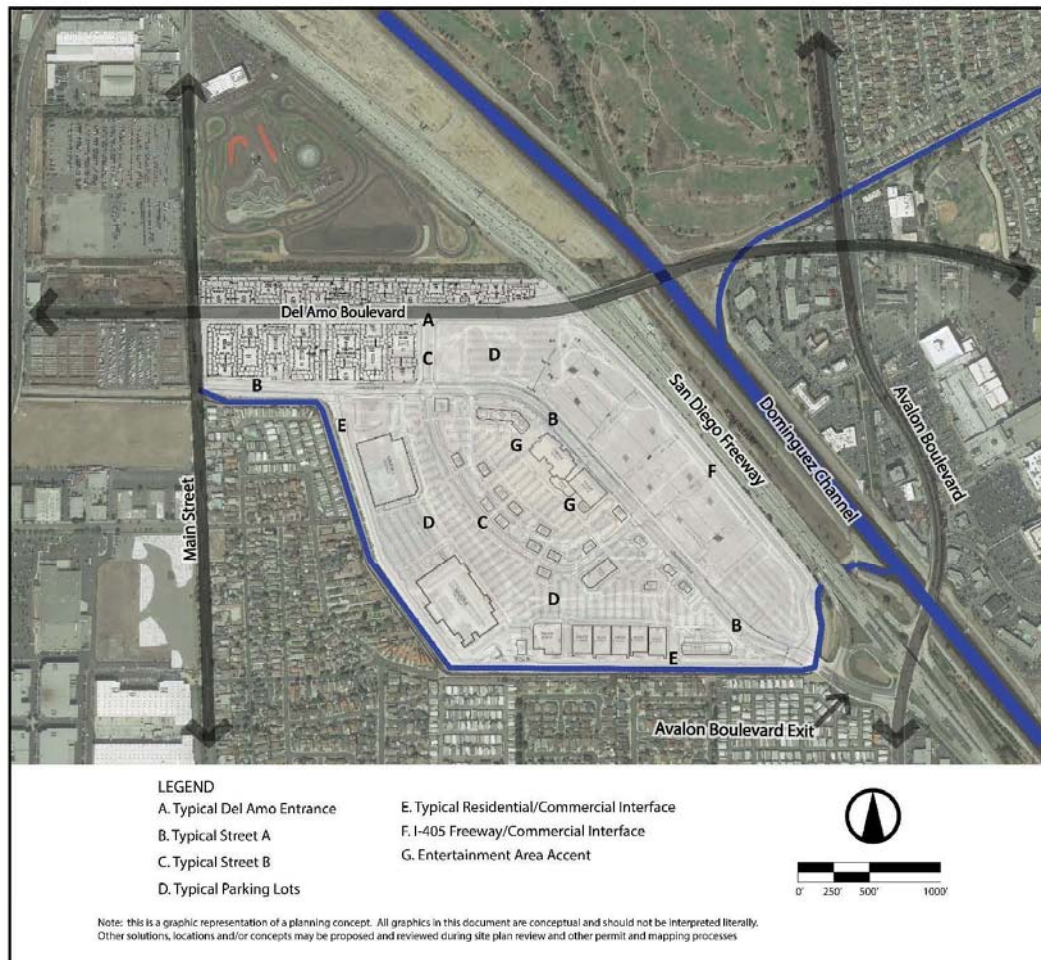 Del Amo Boulevard
A
C
D
B
E
B
San Diego Freeway
Dominguez Channel
Avalon Boulevard
G
F
Main Street
G
D
C
D
B
E
Avalon Boulevard Exit
LEGEND
A. Typical Del Amo Entrance
B. Typical Street A
C. Typical Street B
D. Typical Parking Lots
E. Typical Residential/Commercial Interface
F. I-405 Freeway/Commercial Interface
G. Entertainment Area Accent
0' 250' 500' 1000'
Note: this is a graphic representation of a planning concept. All graphics in this document are conceptual and should not be interpreted literally.
Other solutions, locations and/or concepts may be proposed and reviewed during site plan review and other permit and mapping processes